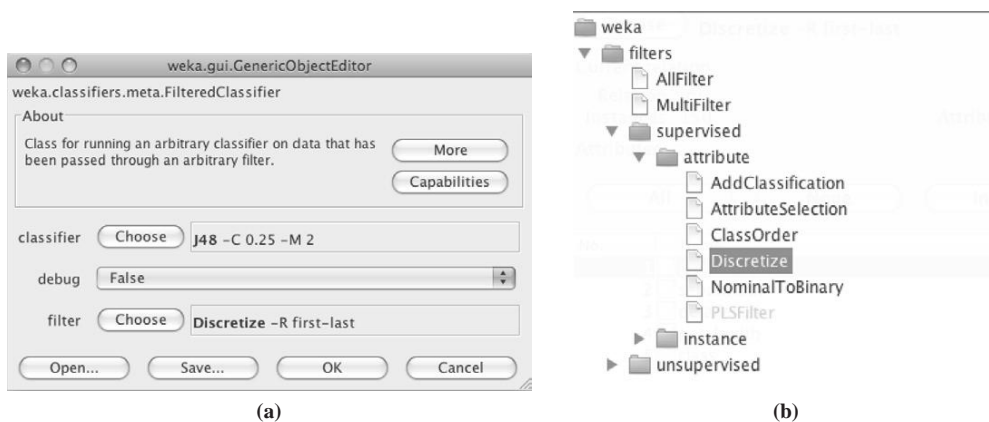 weka.gui.GenericObjectEditor
weka.classifiers.meta.FilteredClassifier
About
Class for running an arbitrary classifier on data that has
been passed through an arbitrary filter.
More
Capabilities
classifier
Choose
J48 -C 0.25 -M 2
debug
False
filter
Choose
Discretize -R first-last
Open...
Save...
OK
Cancel
(a)
weka
filters
AllFilter
MultiFilter
supervised
attribute
AddClassification
AttributeSelection
ClassOrder
Discretize
NominalToBinary
PLSFilter
instance
unsupervised
(b)